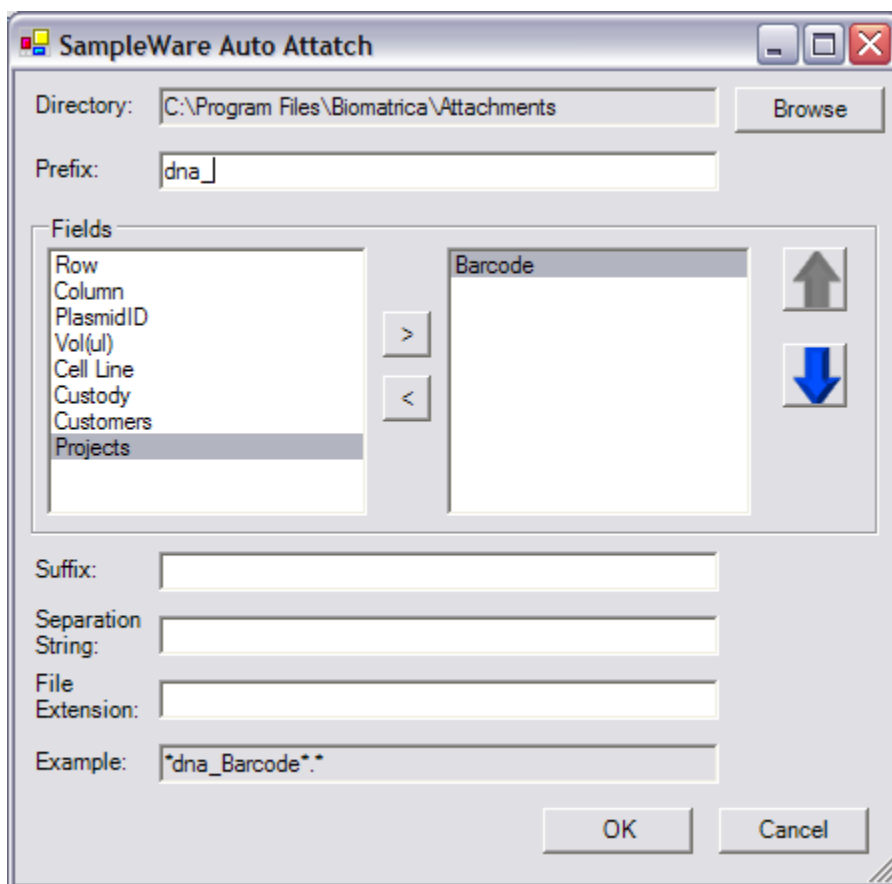 SampleWare Auto Attatch
Directory: C:\Program Files\Biomatrica\Attachments Browse
Prefix: dna_
Fields
Row
Column
PlasmidID
Vol(ul)
Cell Line
Custody
Customers
Projects
>
<
Barcode
Suffix:
Separation
String:
File
Extension:
Example: *dna_Barcode*.*
OK Cancel